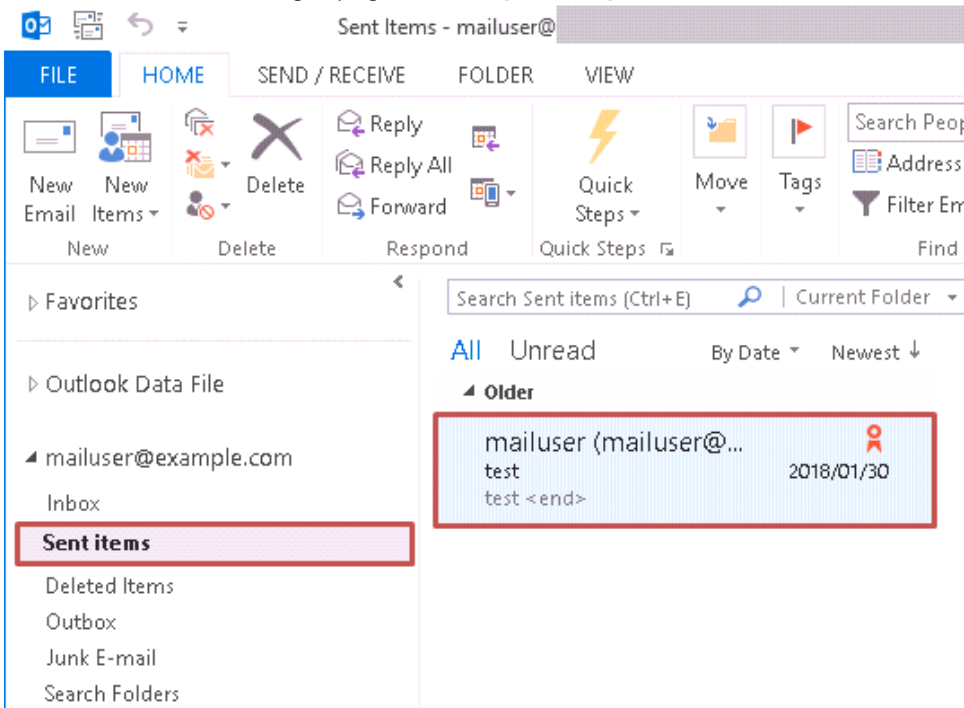 Sent Items - mailuser@
FILE HOME SEND / RECEIVE FOLDER VIEW
New Email
New Items
Delete
Reply
Reply All
Forward
Quick Steps
Move
Tags
Search Peop
Address
Filter Em
New Delete Respond Quick Steps Find
Favorites
Search Sent items (Ctrl+E) Current Folder
All Unread By Date Newest
Outlook Data File
Older
mailuser@example.com
mailuser (mailuser@...
test 2018/01/30
test <end>
Inbox
Sent items
Deleted Items
Outbox
Junk E-mail
Search Folders